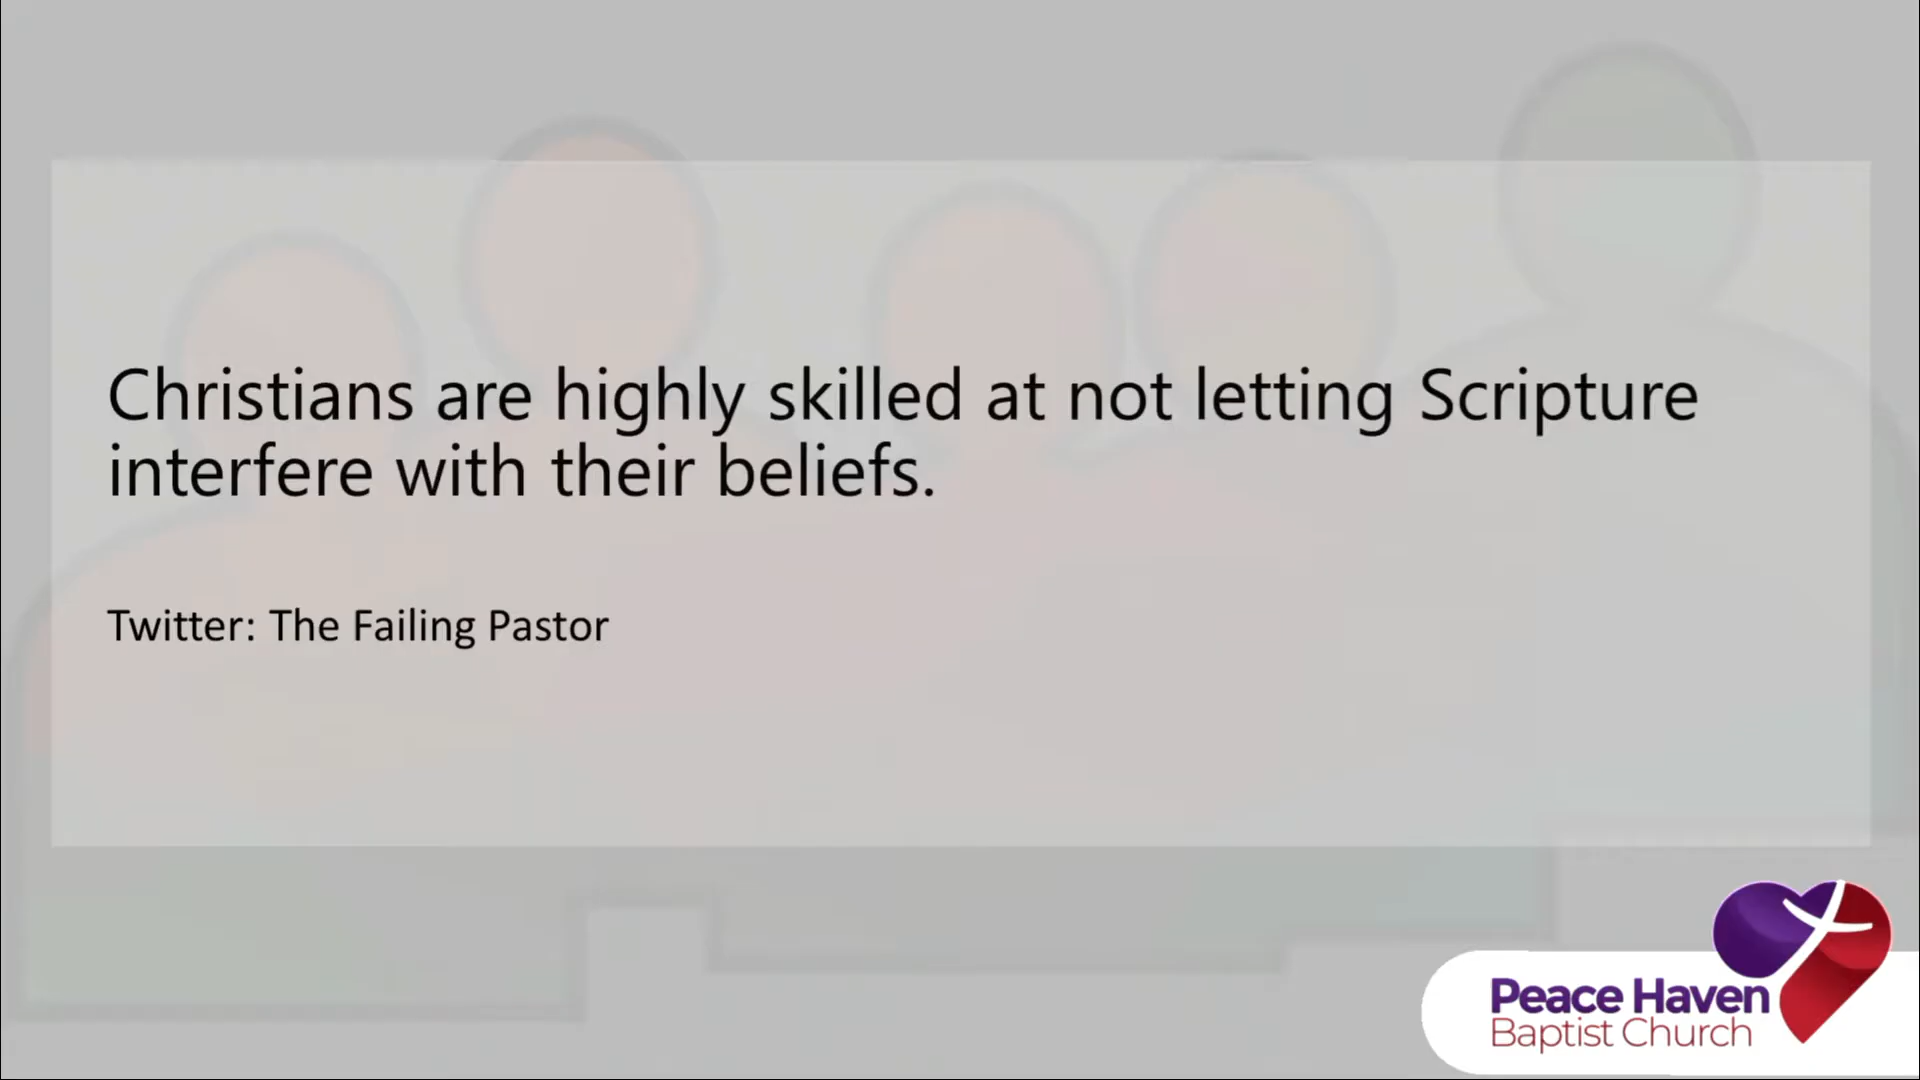 Christians are highly skilled at not letting Scripture
interfere with their beliefs.
Twitter: The Failing Pastor
Peace Haven
Baptist Church